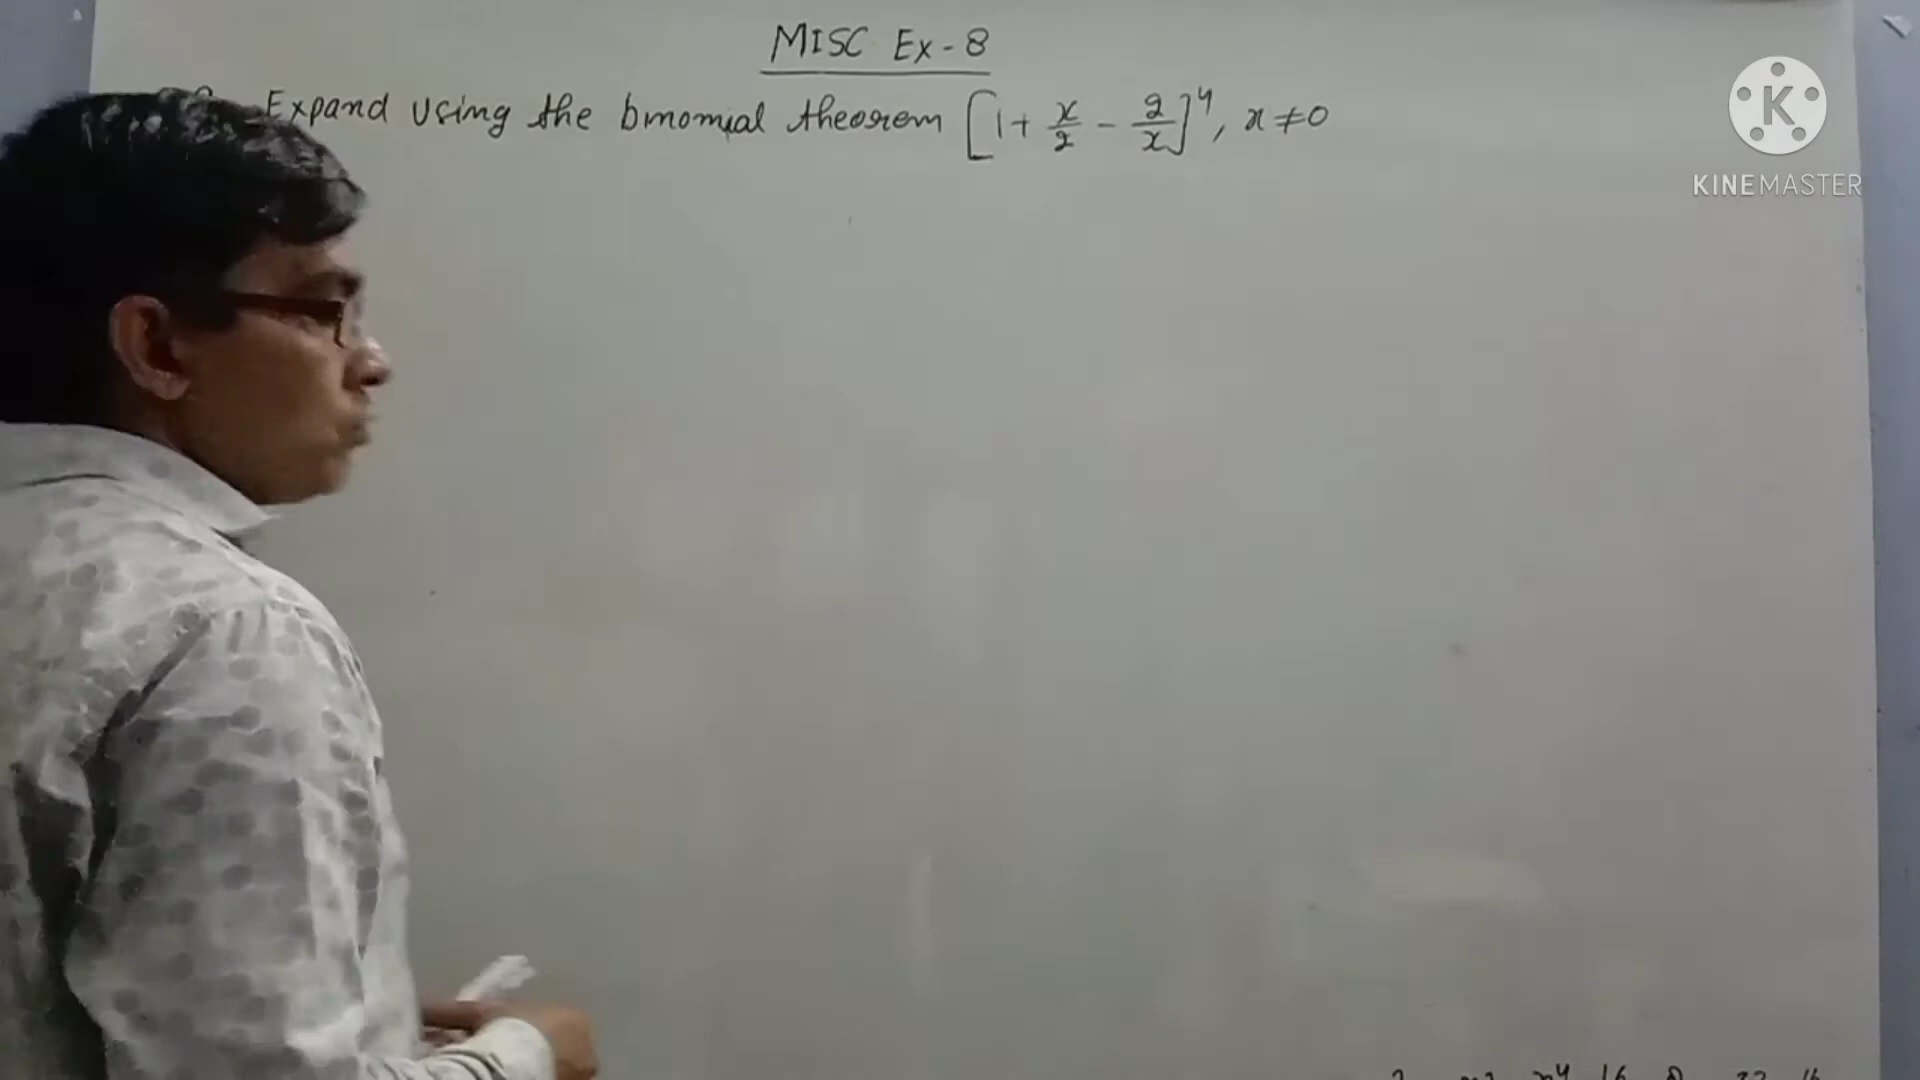 MISC Ex-8
Expand using the binomial theorem [1 + x/2 - 2/x]^4, x ≠ 0
K
KINEMASTER